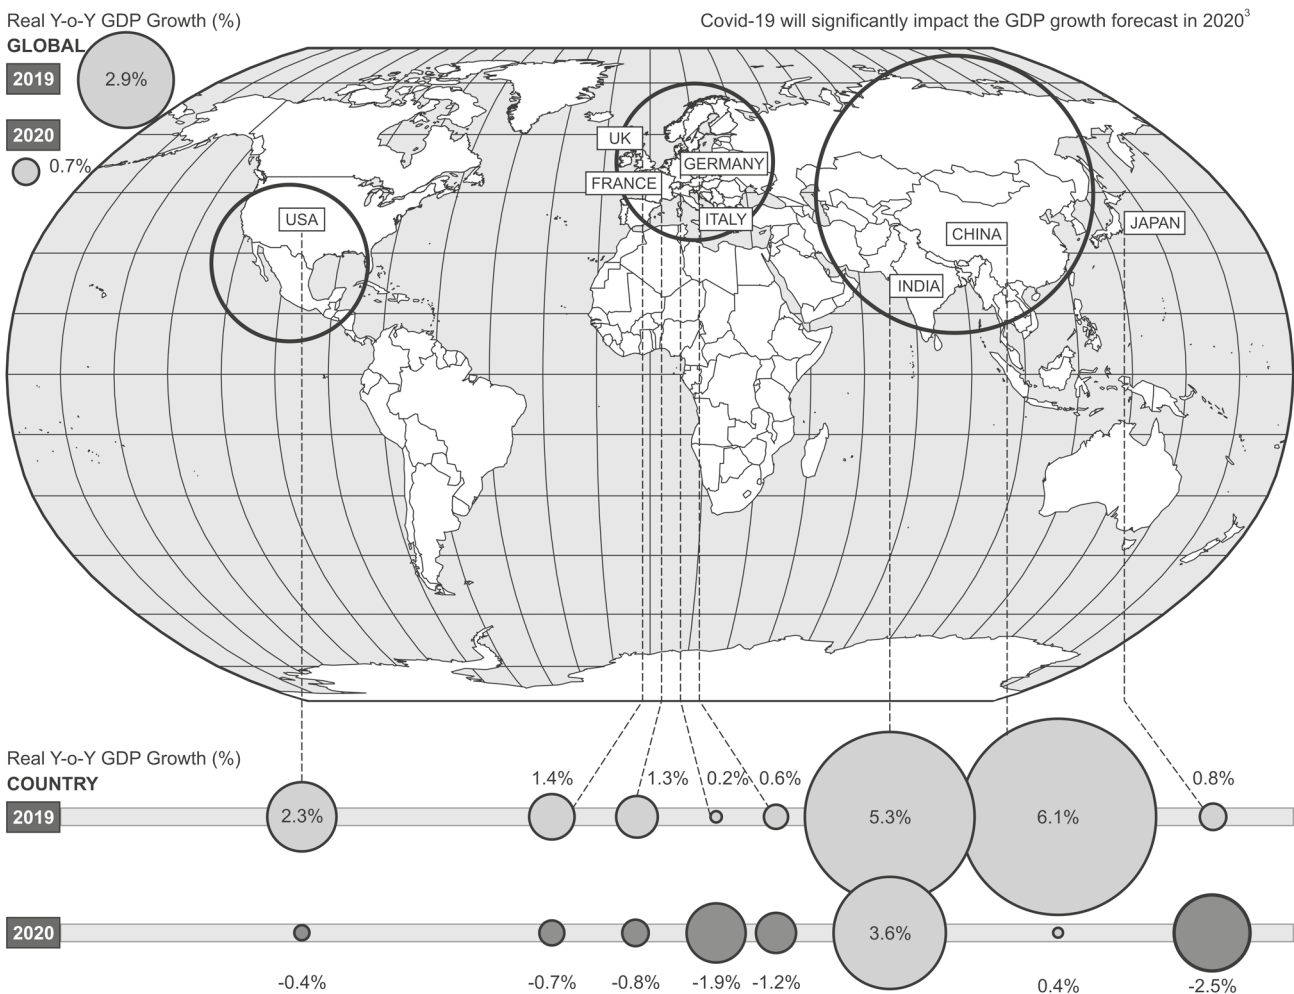 Real Y-o-Y GDP Growth (%)
Covid-19 will significantly impact the GDP growth forecast in 2020³
GLOBAL
2019
2.9%
2020
0.7%
UK
GERMANY
FRANCE
ITALY
USA
CHINA
JAPAN
INDIA
Real Y-o-Y GDP Growth (%)
COUNTRY
1.4%
1.3%
0.2%
0.6%
0.8%
2019
2.3%
5.3%
6.1%
2020
3.6%
-0.4%
-0.7%
-0.8%
-1.9%
-1.2%
0.4%
-2.5%